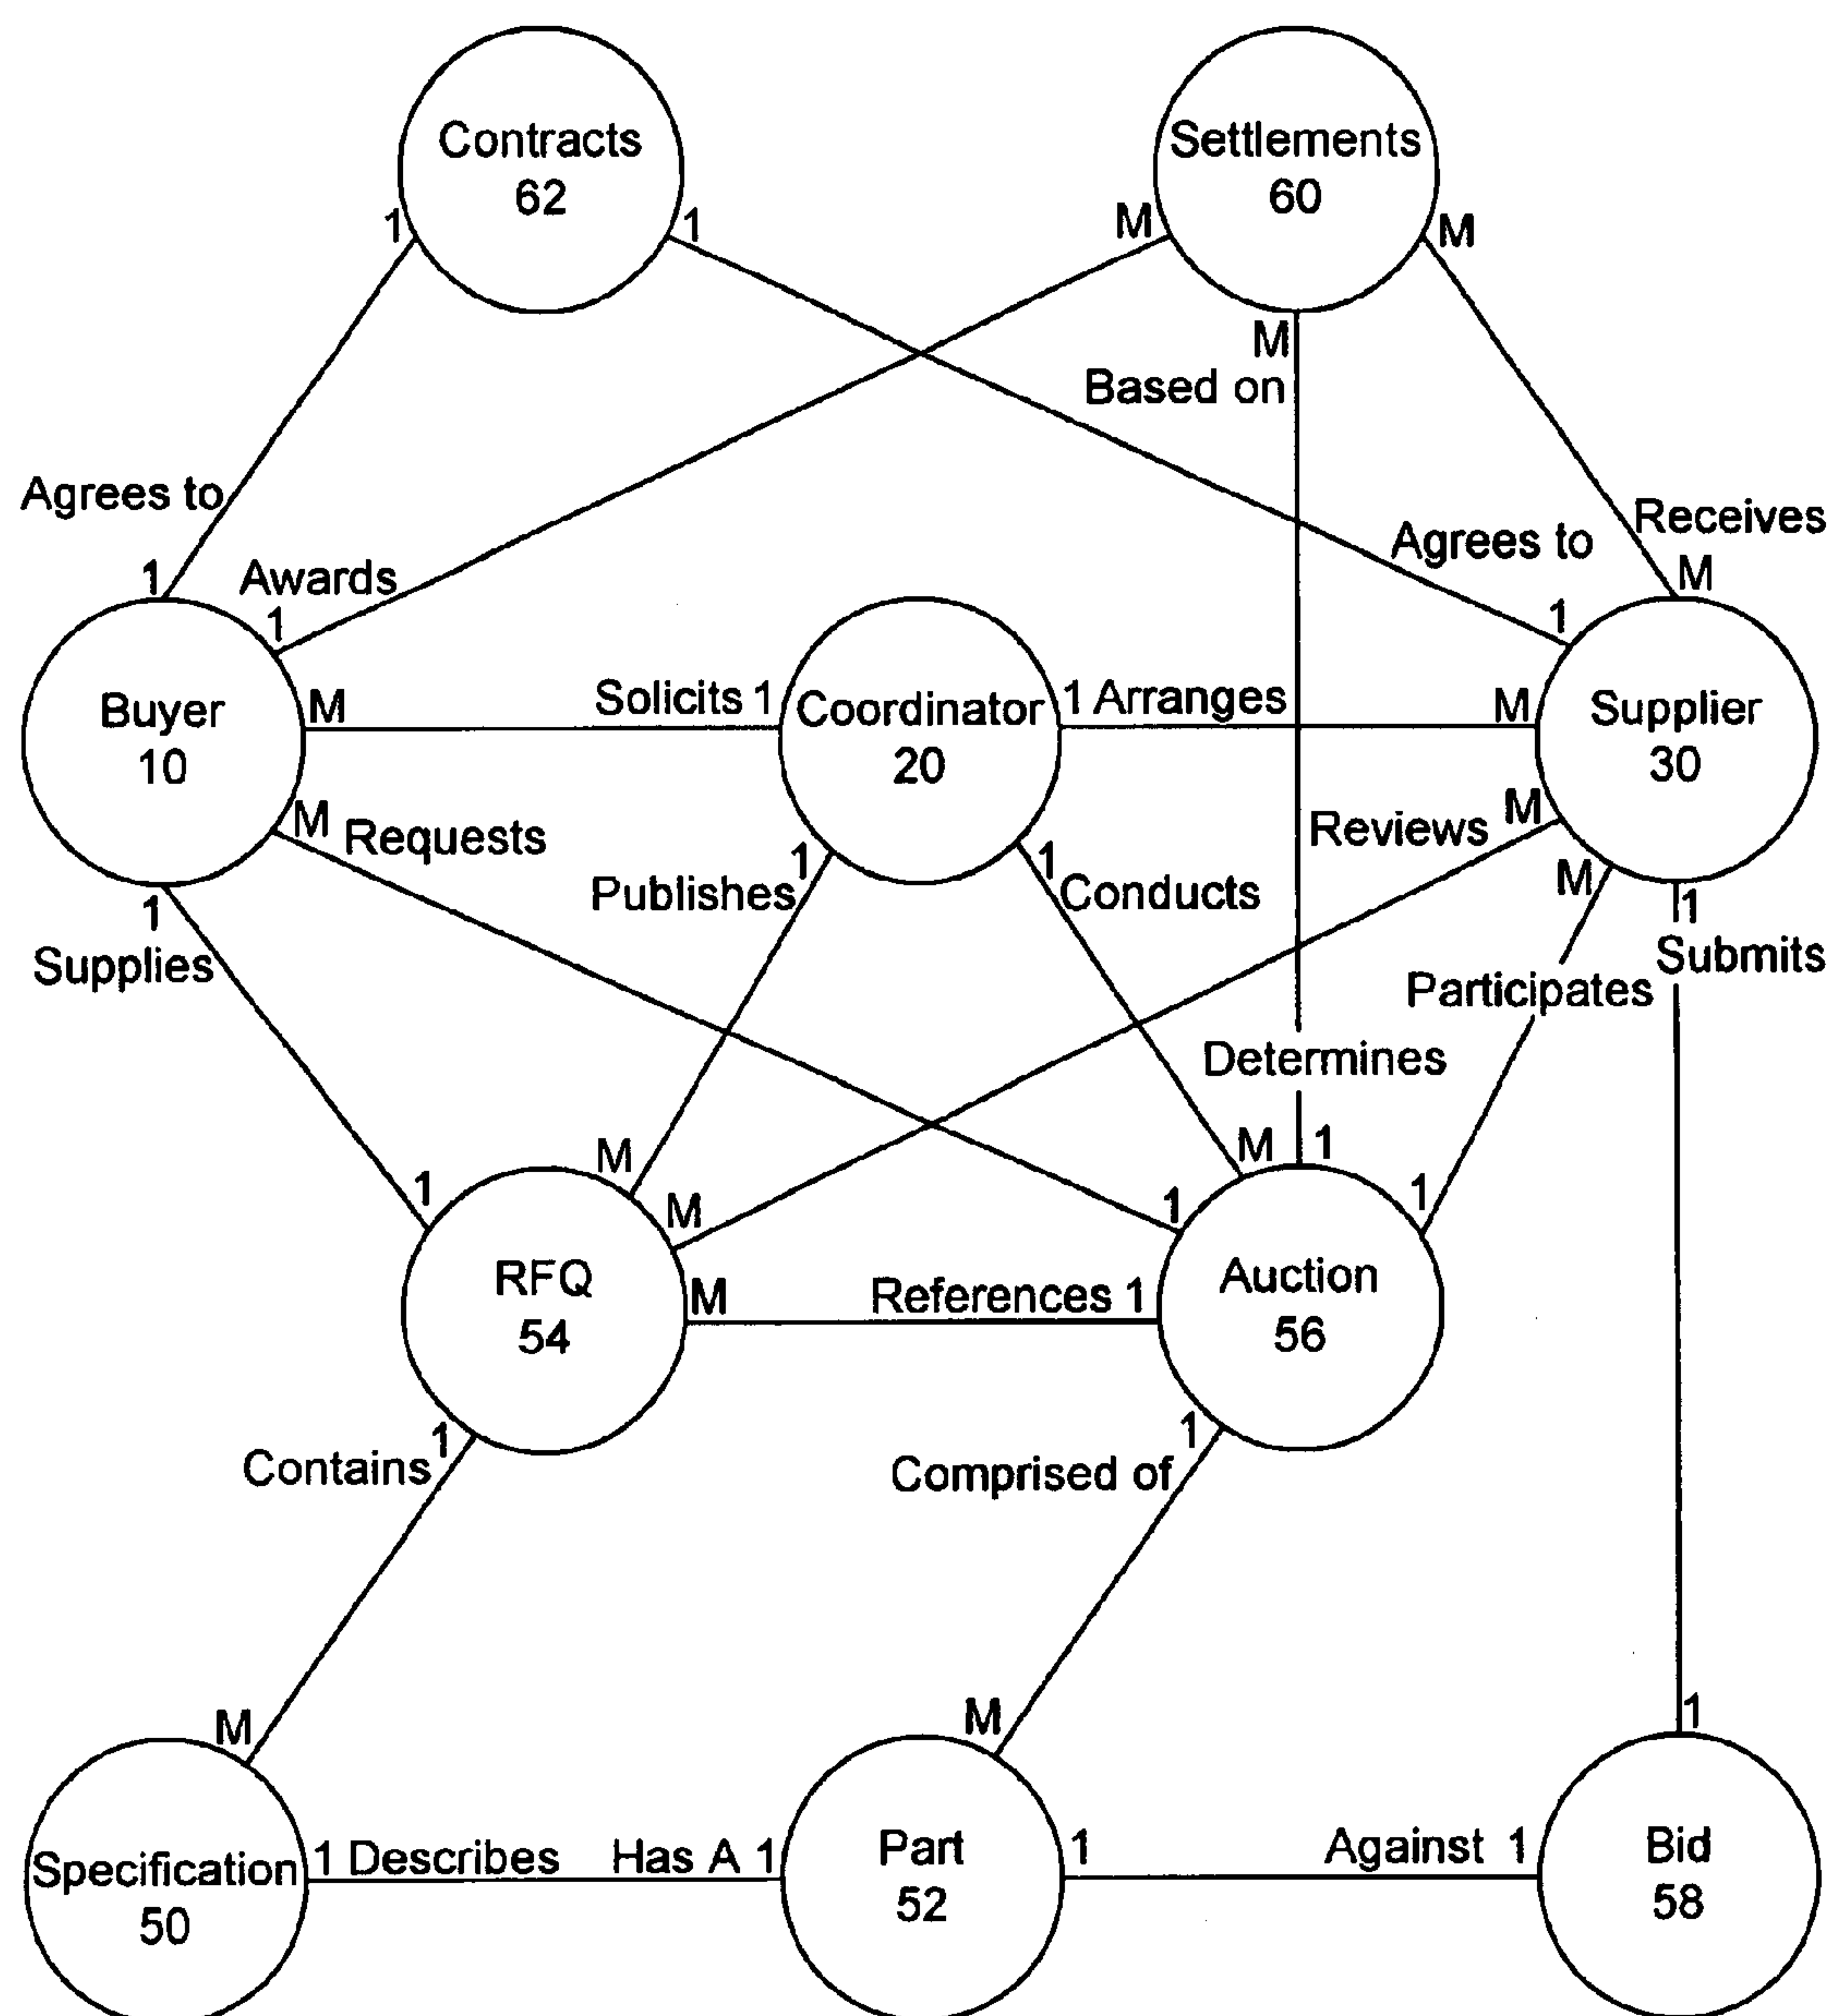 Contracts
62
Settlements
60
1
1
M
M
M
Based on
Agrees to
Receives
Agrees to
1
Awards
1
M
1
Buyer
10
M
Solicits 1
Coordinator
20
1 Arranges
M
Supplier
30
M Requests
Reviews M
1
Publishes
1
Conducts
M
1
1
Supplies
Submits
Participates
Determines
M
M
1
1
M
1
1
RFQ
54
M
References 1
Auction
56
1
Contains
1
Comprised of
M
M
1
Specification
50
1 Describes
Has A 1
Part
52
1
Against 1
Bid
58